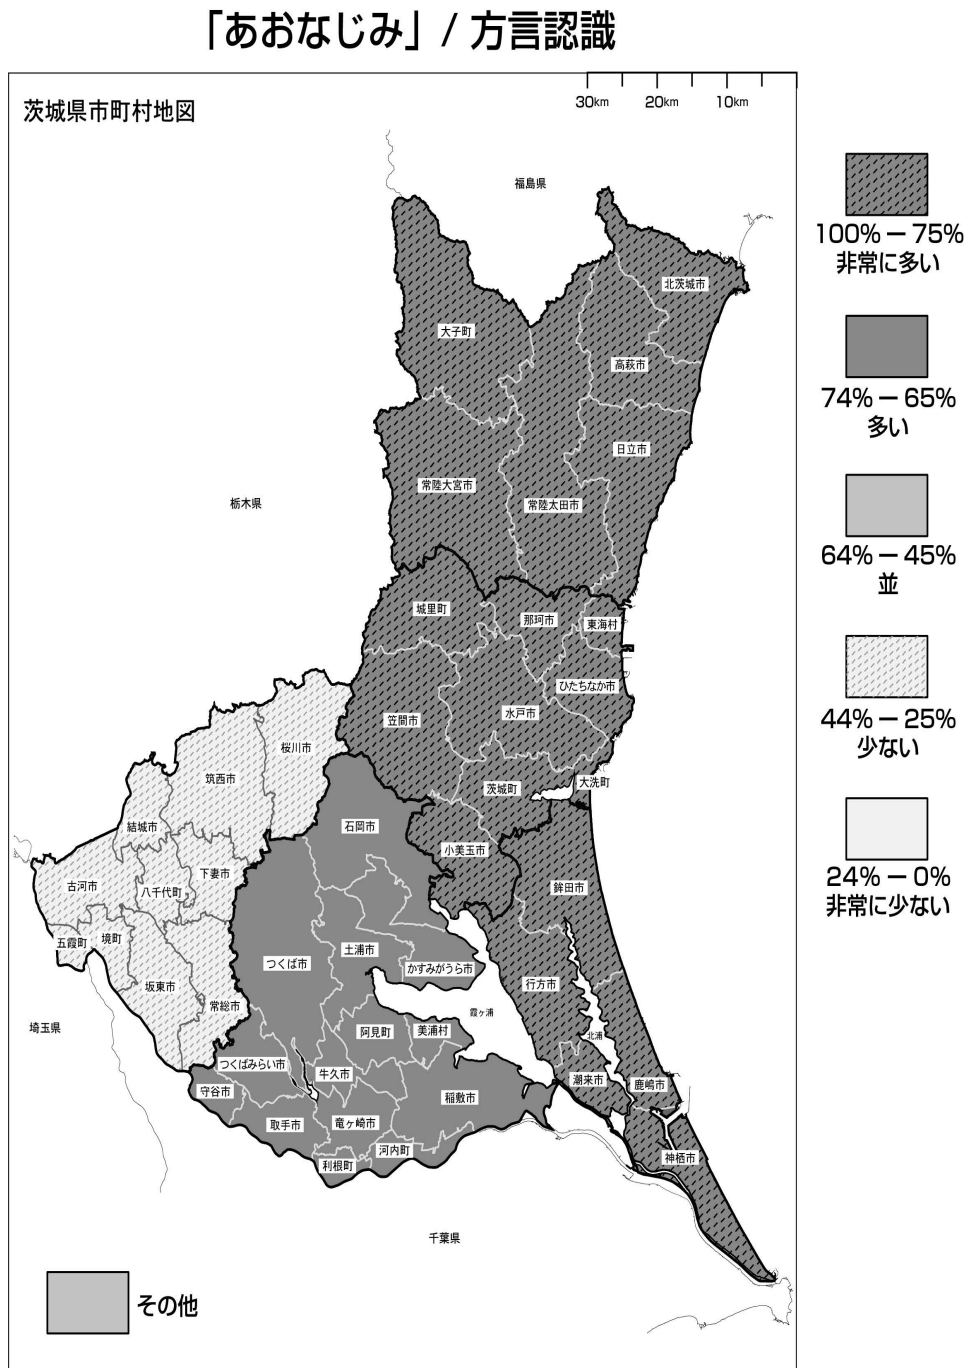 「あおなじみ」/ 方言認識
茨城県市町村地図
30km 20km 10km
福島県
北茨城市
大子町
高萩市
日立市
常陸大宮市
常陸太田市
栃木県
城里町
那珂市
東海村
ひたちなか市
笠間市
水戸市
桜川市
筑西市
茨城町
大洗町
結城市
石岡市
小美玉市
下妻市
古河市
八千代町
鉾田市
五霞町
境町
つくば市
土浦市
かすみがうら市
坂東市
行方市
常総市
霞ヶ浦
埼玉県
阿見町
美浦村
北浦
つくばみらい市
牛久市
潮来市
鹿嶋市
守谷市
稲敷市
取手市
竜ヶ崎市
河内町
利根町
神栖市
千葉県
その他
100% − 75%
非常に多い
74% − 65%
多い
64% − 45%
並
44% − 25%
少ない
24% − 0%
非常に少ない